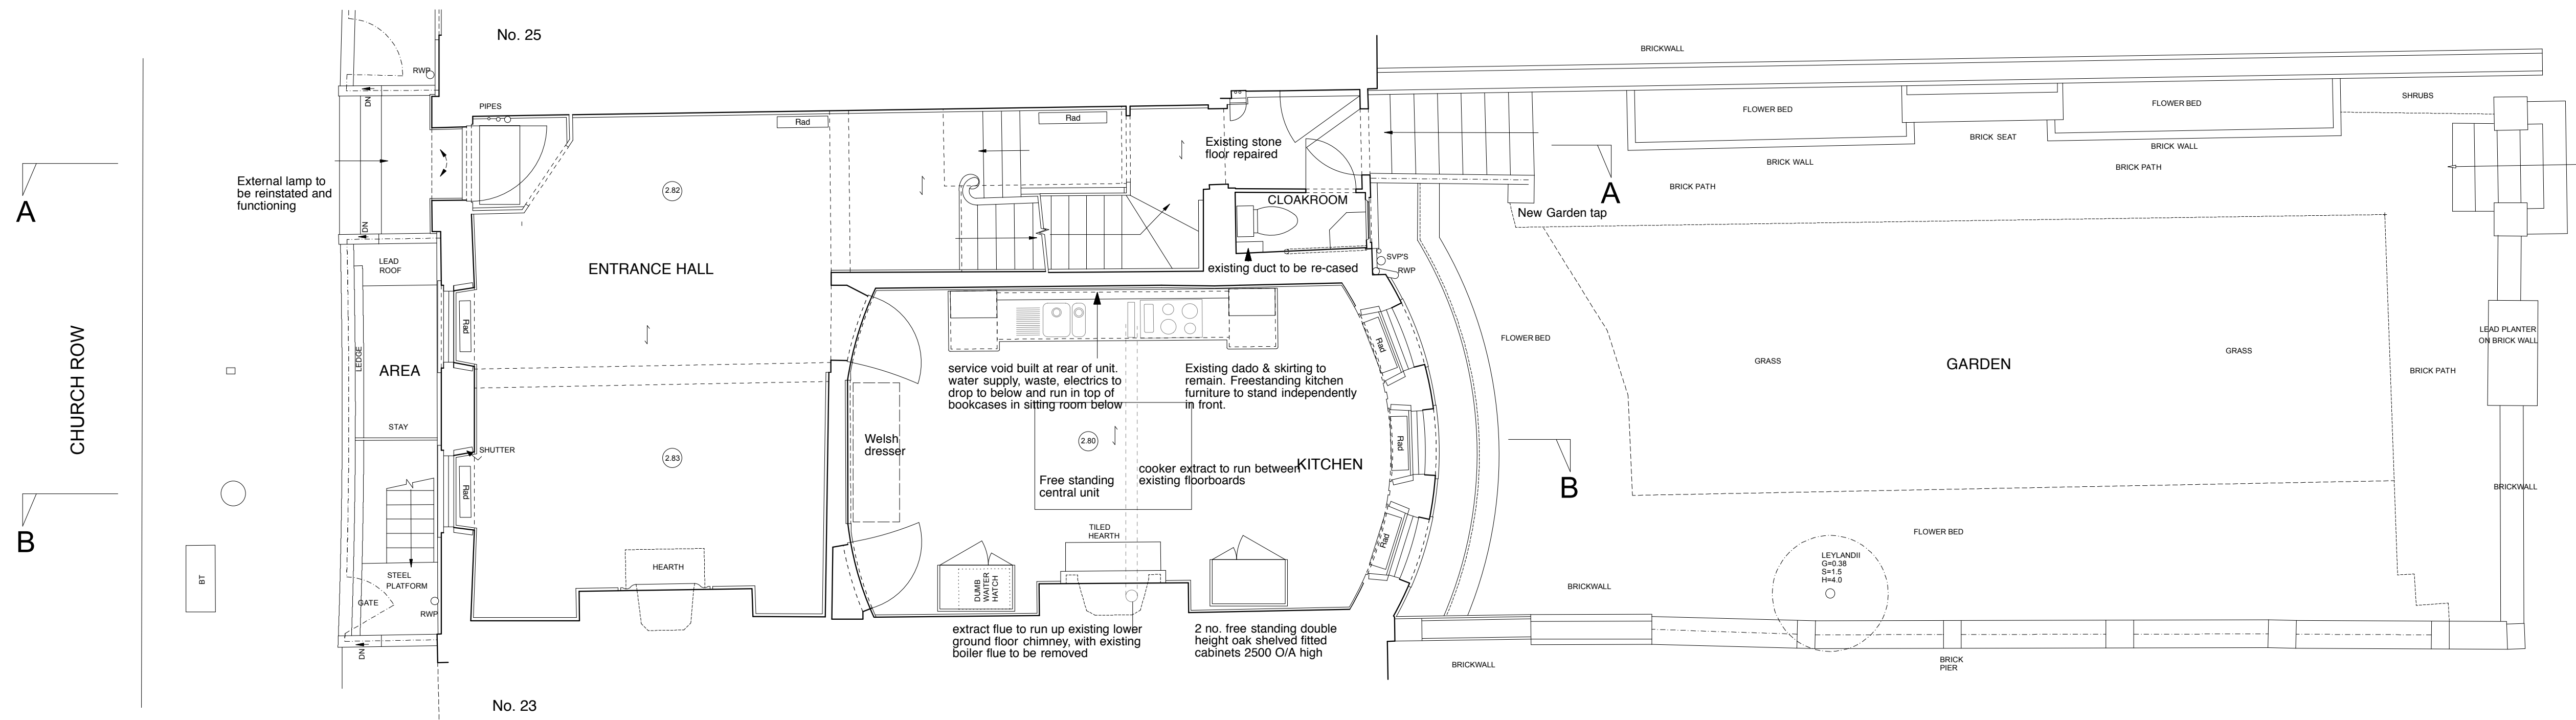 No. 25
BRICKWALL
RWP
DN
PIPES
Rad
Rad
FLOWER BED
FLOWER BED
SHRUBS
BRICK SEAT
BRICK WALL
BRICK WALL
BRICK PATH
BRICK PATH
Existing stone
floor repaired
External lamp to
be reinstated and
functioning
A
A
2.82
CLOAKROOM
New Garden tap
DN
LEAD
ROOF
ENTRANCE HALL
existing duct to be re-cased
SVP'S
RWP
CHURCH ROW
LEDGE
AREA
Rad
Rad
FLOWER BED
GRASS
GARDEN
GRASS
LEAD PLANTER
ON BRICK WALL
BRICK PATH
service void built at rear of unit.
water supply, waste, electrics to
drop to below and run in top of
bookcases in sitting room below
Existing dado & skirting to
remain. Freestanding kitchen
furniture to stand independently
in front.
STAY
SHUTTER
2.83
Welsh
dresser
2.80
Rad
KITCHEN
cooker extract to run between
existing floorboards
Free standing
central unit
Rad
B
B
BRICKWALL
TILED
HEARTH
Rad
FLOWER BED
HEARTH
BT
STEEL
PLATFORM
GATE
RWP
DUMB
WAITER
HATCH
LEYLANDII
G=0.38
S=1.5
H=4.0
BRICKWALL
extract flue to run up existing lower
ground floor chimney, with existing
boiler flue to be removed
2 no. free standing double
height oak shelved fitted
cabinets 2500 O/A high
DN
BRICKWALL
BRICK
PIER
No. 23